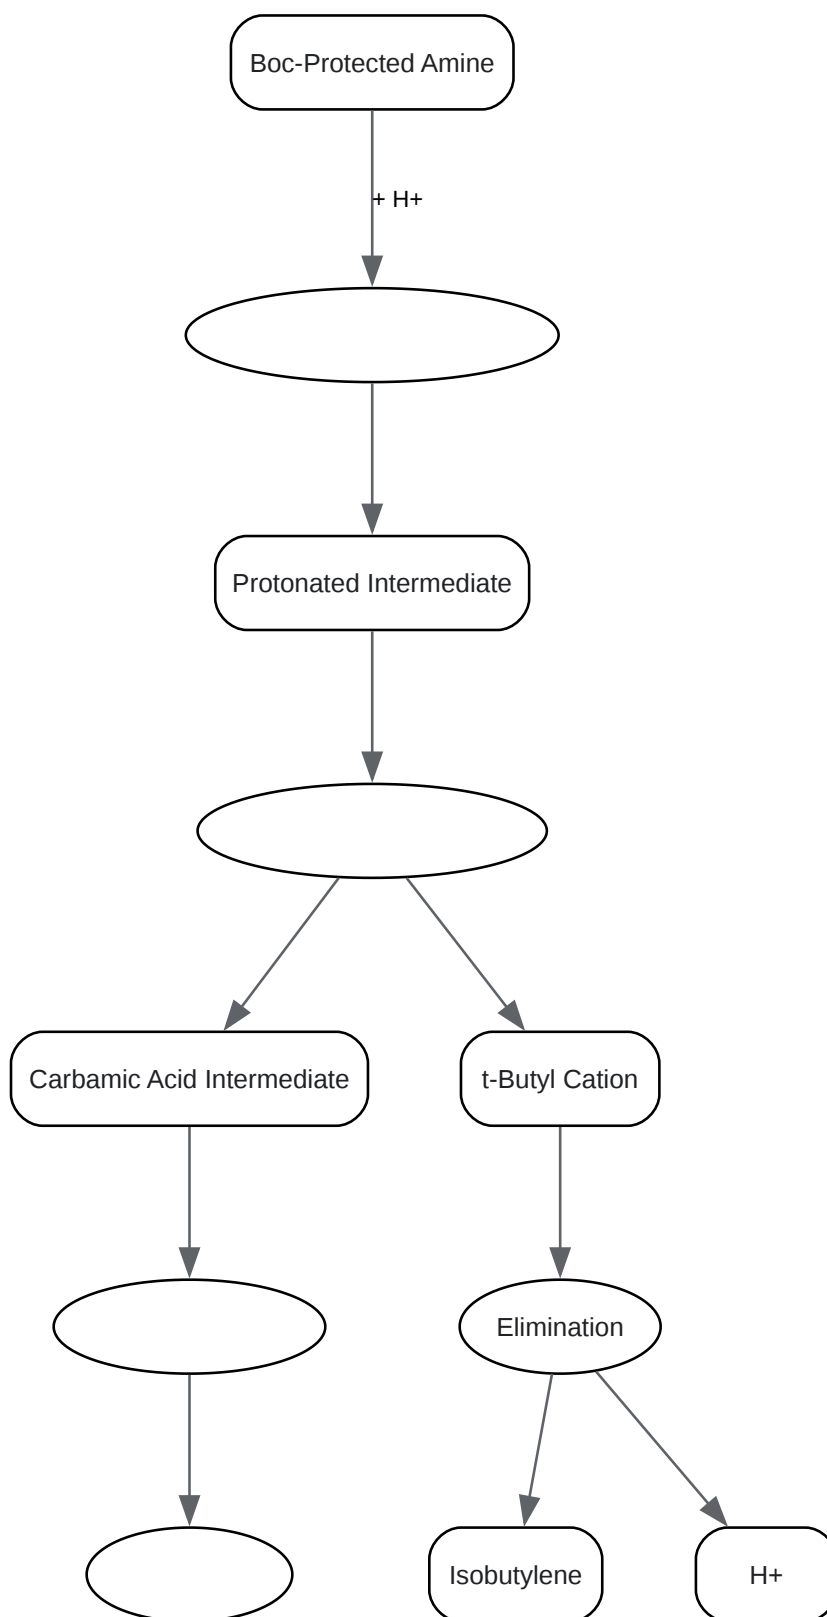 Boc-Protected Amine
+ H+
Protonated Intermediate
Carbamic Acid Intermediate
t-Butyl Cation
Elimination
Isobutylene
H+